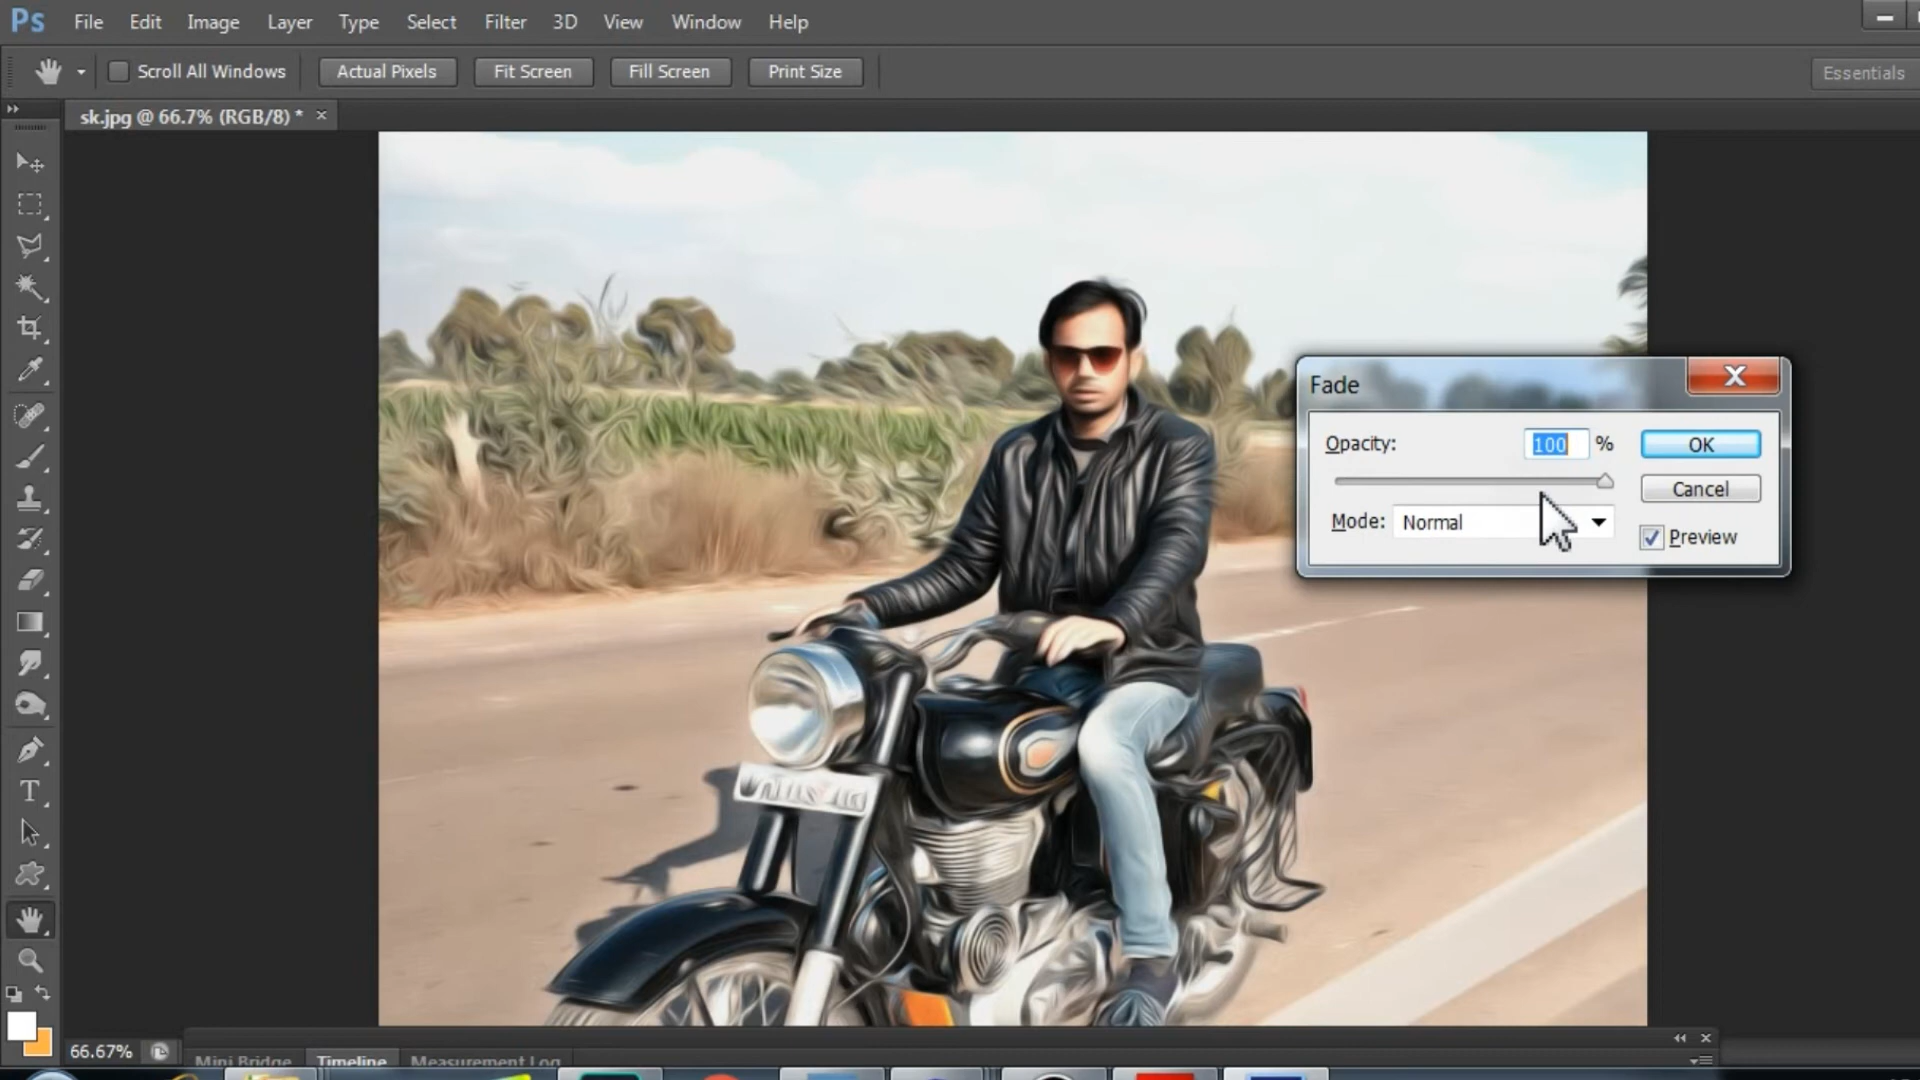 Ps File Edit Image Layer Type Select Filter 3D View Window Help
Scroll All Windows Actual Pixels Fit Screen Fill Screen Print Size Essentials
sk.jpg @ 66.7% (RGB/8) * ×
Fade
Opacity: 100 % OK
Cancel
Mode: Normal
Preview
T
66.67%
Mini Bridge Timeline Measurement Log